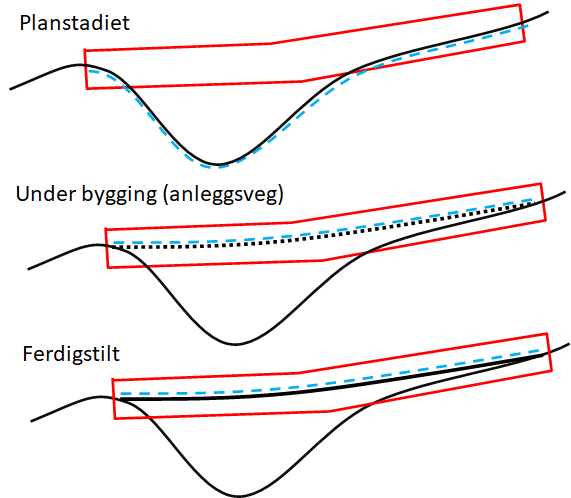 Planstadiet
Under bygging (anleggsveg)
Ferdigstilt